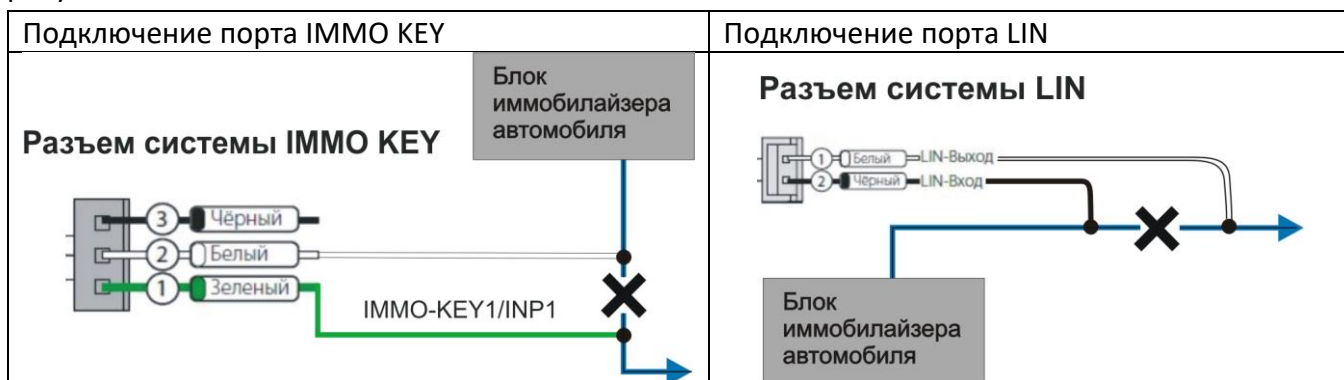 Подключение порта IMMO KEY
Подключение порта LIN
Блок
иммобилайзера
автомобиля
Разъем системы IMMO KEY
3 Чёрный
2 Белый
1 Зеленый
IMMO-KEY1/INP1
Разъем системы LIN
1 Белый LIN-Выход
2 Чёрный LIN-Вход
Блок
иммобилайзера
автомобиля